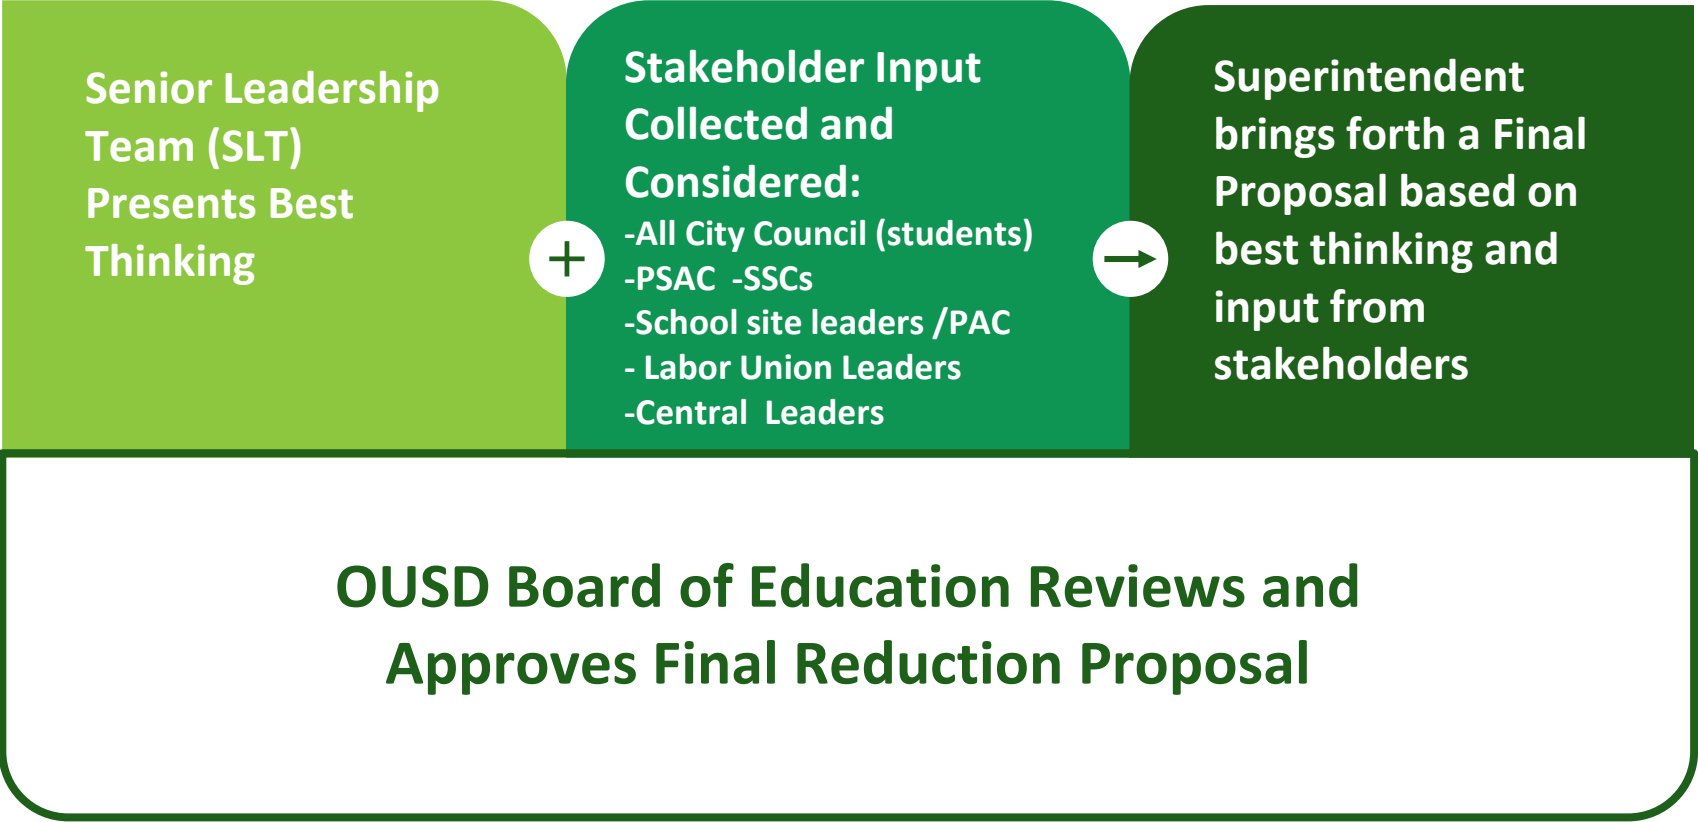 Senior Leadership
Team (SLT)
Presents Best
Thinking
+
Stakeholder Input
Collected and
Considered:
-All City Council (students)
-PSAC  -SSCs
-School site leaders /PAC
- Labor Union Leaders
-Central  Leaders
Superintendent
brings forth a Final
Proposal based on
best thinking and
input from
stakeholders
OUSD Board of Education Reviews and
Approves Final Reduction Proposal